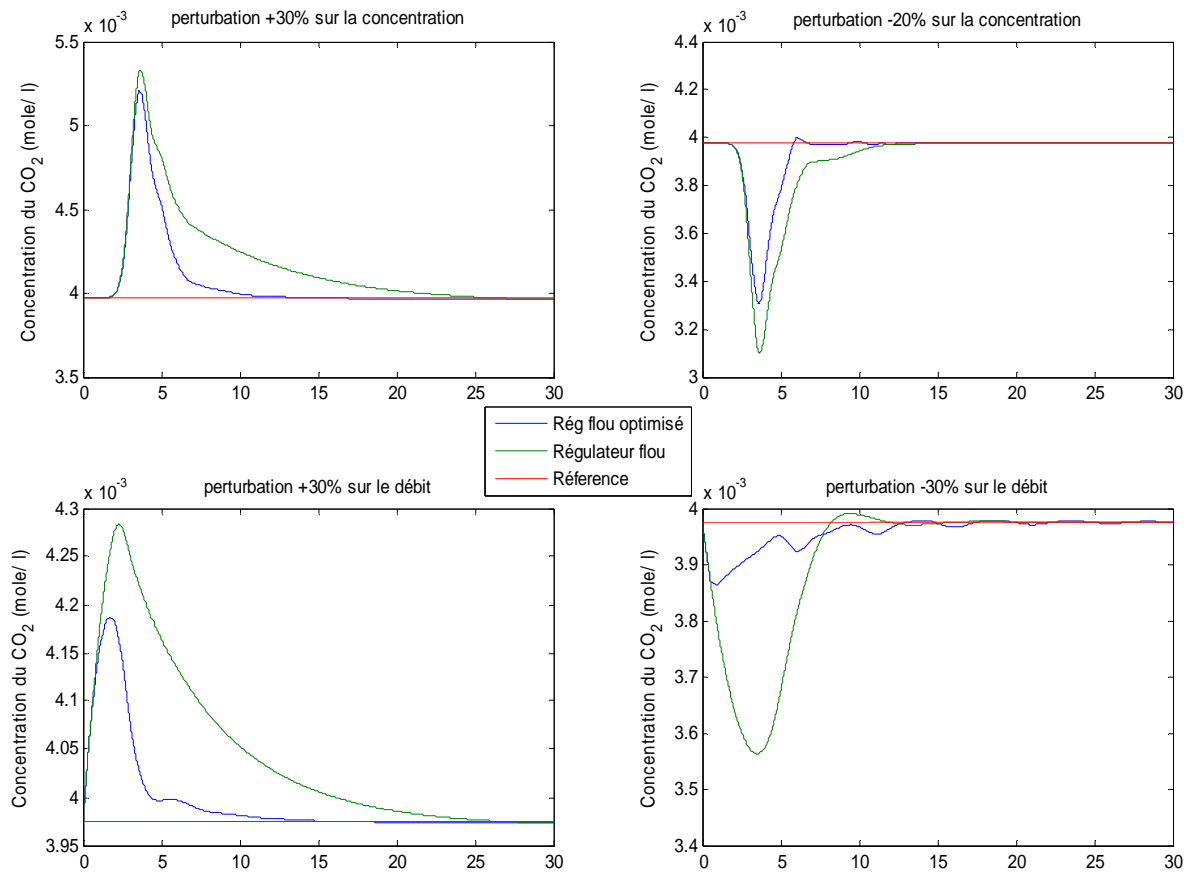 perturbation +30% sur la concentration
x 10-3
5.5
5
4.5
4
3.5
Concentration du CO2 (mole/ l)
0 5 10 15 20 25 30
perturbation -20% sur la concentration
x 10-3
4.4
4.2
4
3.8
3.6
3.4
3.2
3
Concentration du CO2 (mole/ l)
0 5 10 15 20 25 30
Rég flou optimisé
Régulateur flou
Réference
perturbation +30% sur le débit
x 10-3
4.3
4.25
4.2
4.15
4.1
4.05
4
3.95
Concentration du CO2 (mole/ l)
0 5 10 15 20 25 30
perturbation -30% sur le débit
x 10-3
4
3.9
3.8
3.7
3.6
3.5
3.4
Concentration du CO2 (mole/ l)
0 5 10 15 20 25 30